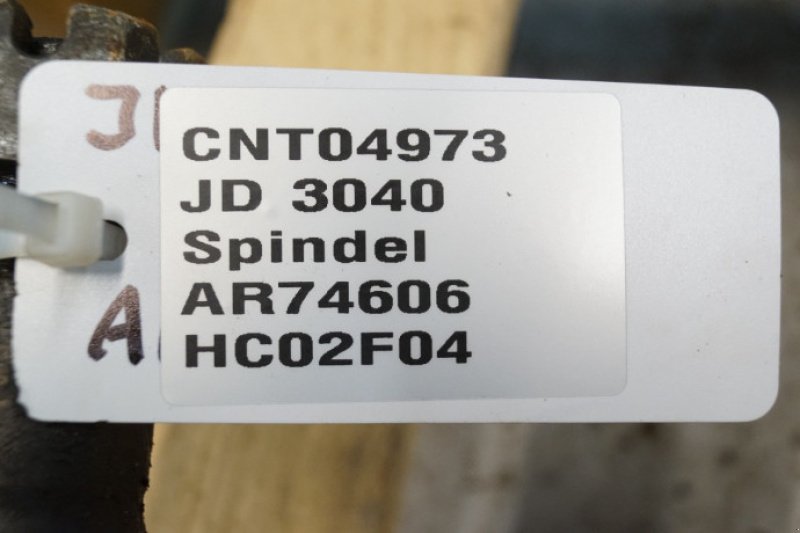 CNT04973
JD 3040
Spindel
AR74606
HC02F04